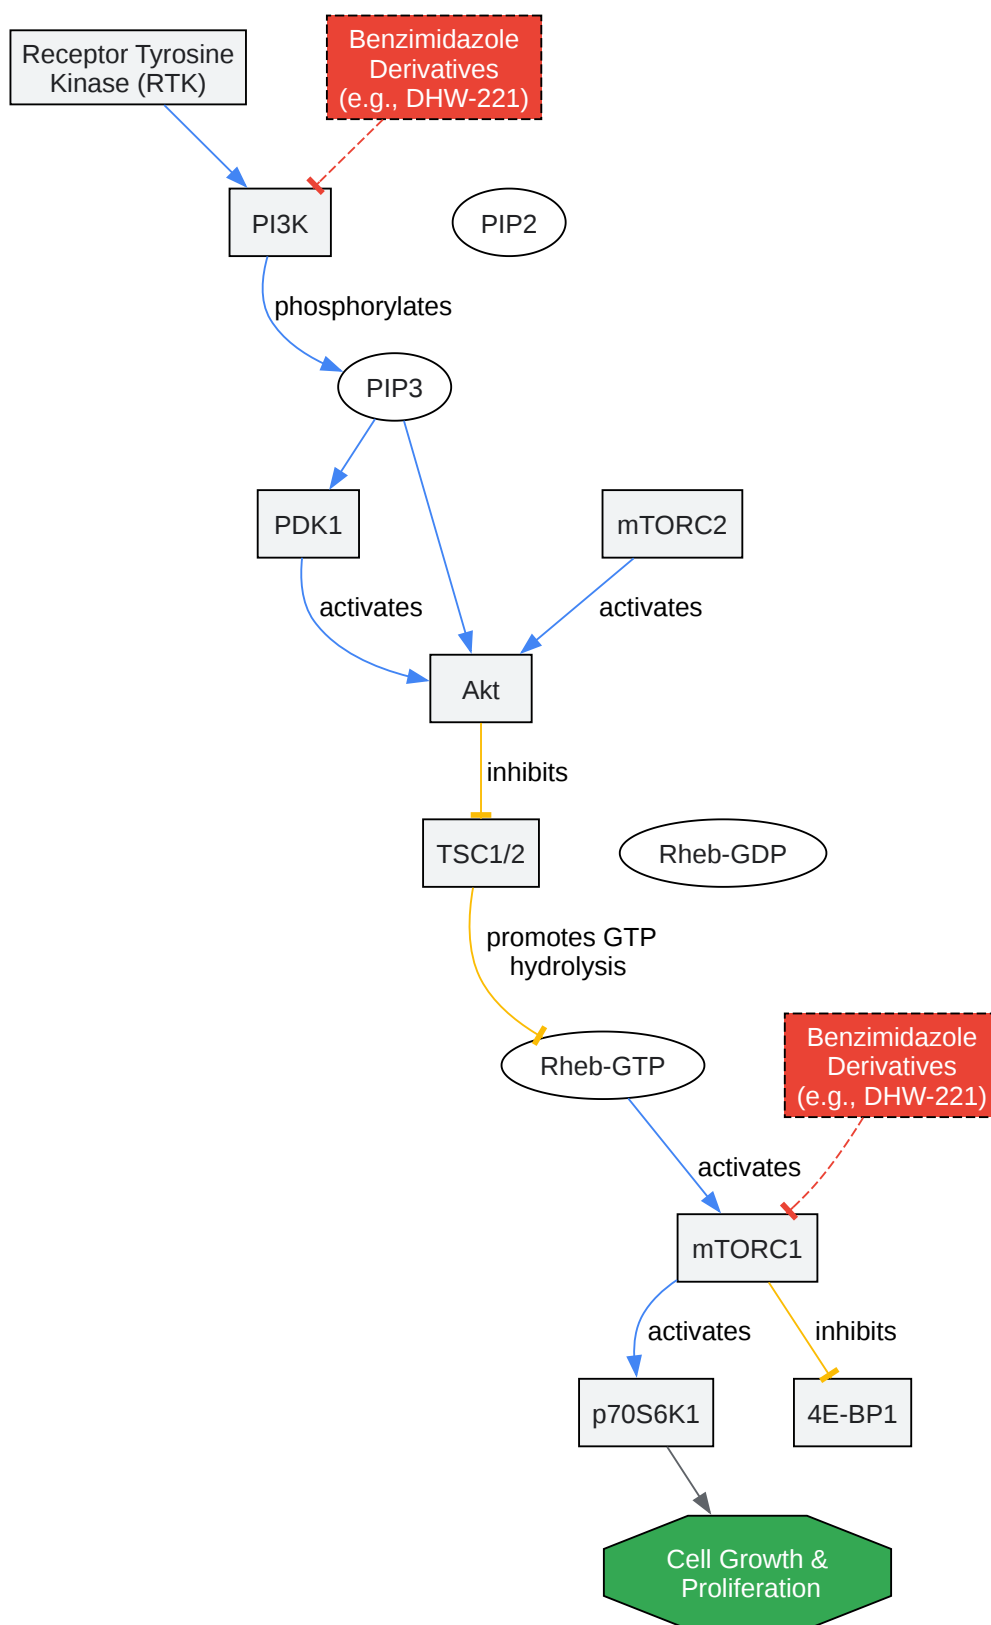 Receptor Tyrosine
Kinase (RTK)
Benzimidazole
Derivatives
(e.g., DHW-221)
PI3K
PIP2
phosphorylates
PIP3
PDK1
mTORC2
activates
activates
Akt
inhibits
TSC1/2
Rheb-GDP
promotes GTP
hydrolysis
Rheb-GTP
Benzimidazole
Derivatives
(e.g., DHW-221)
activates
mTORC1
activates
inhibits
p70S6K1
4E-BP1
Cell Growth &
Proliferation